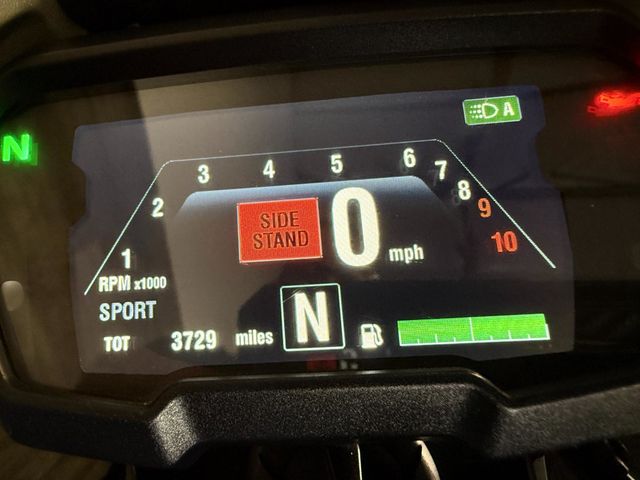 N
A
1 2 3 4 5 6 7 8 9 10
RPM x1000
SIDE
STAND
0 mph
SPORT
N
TOT 3729 miles